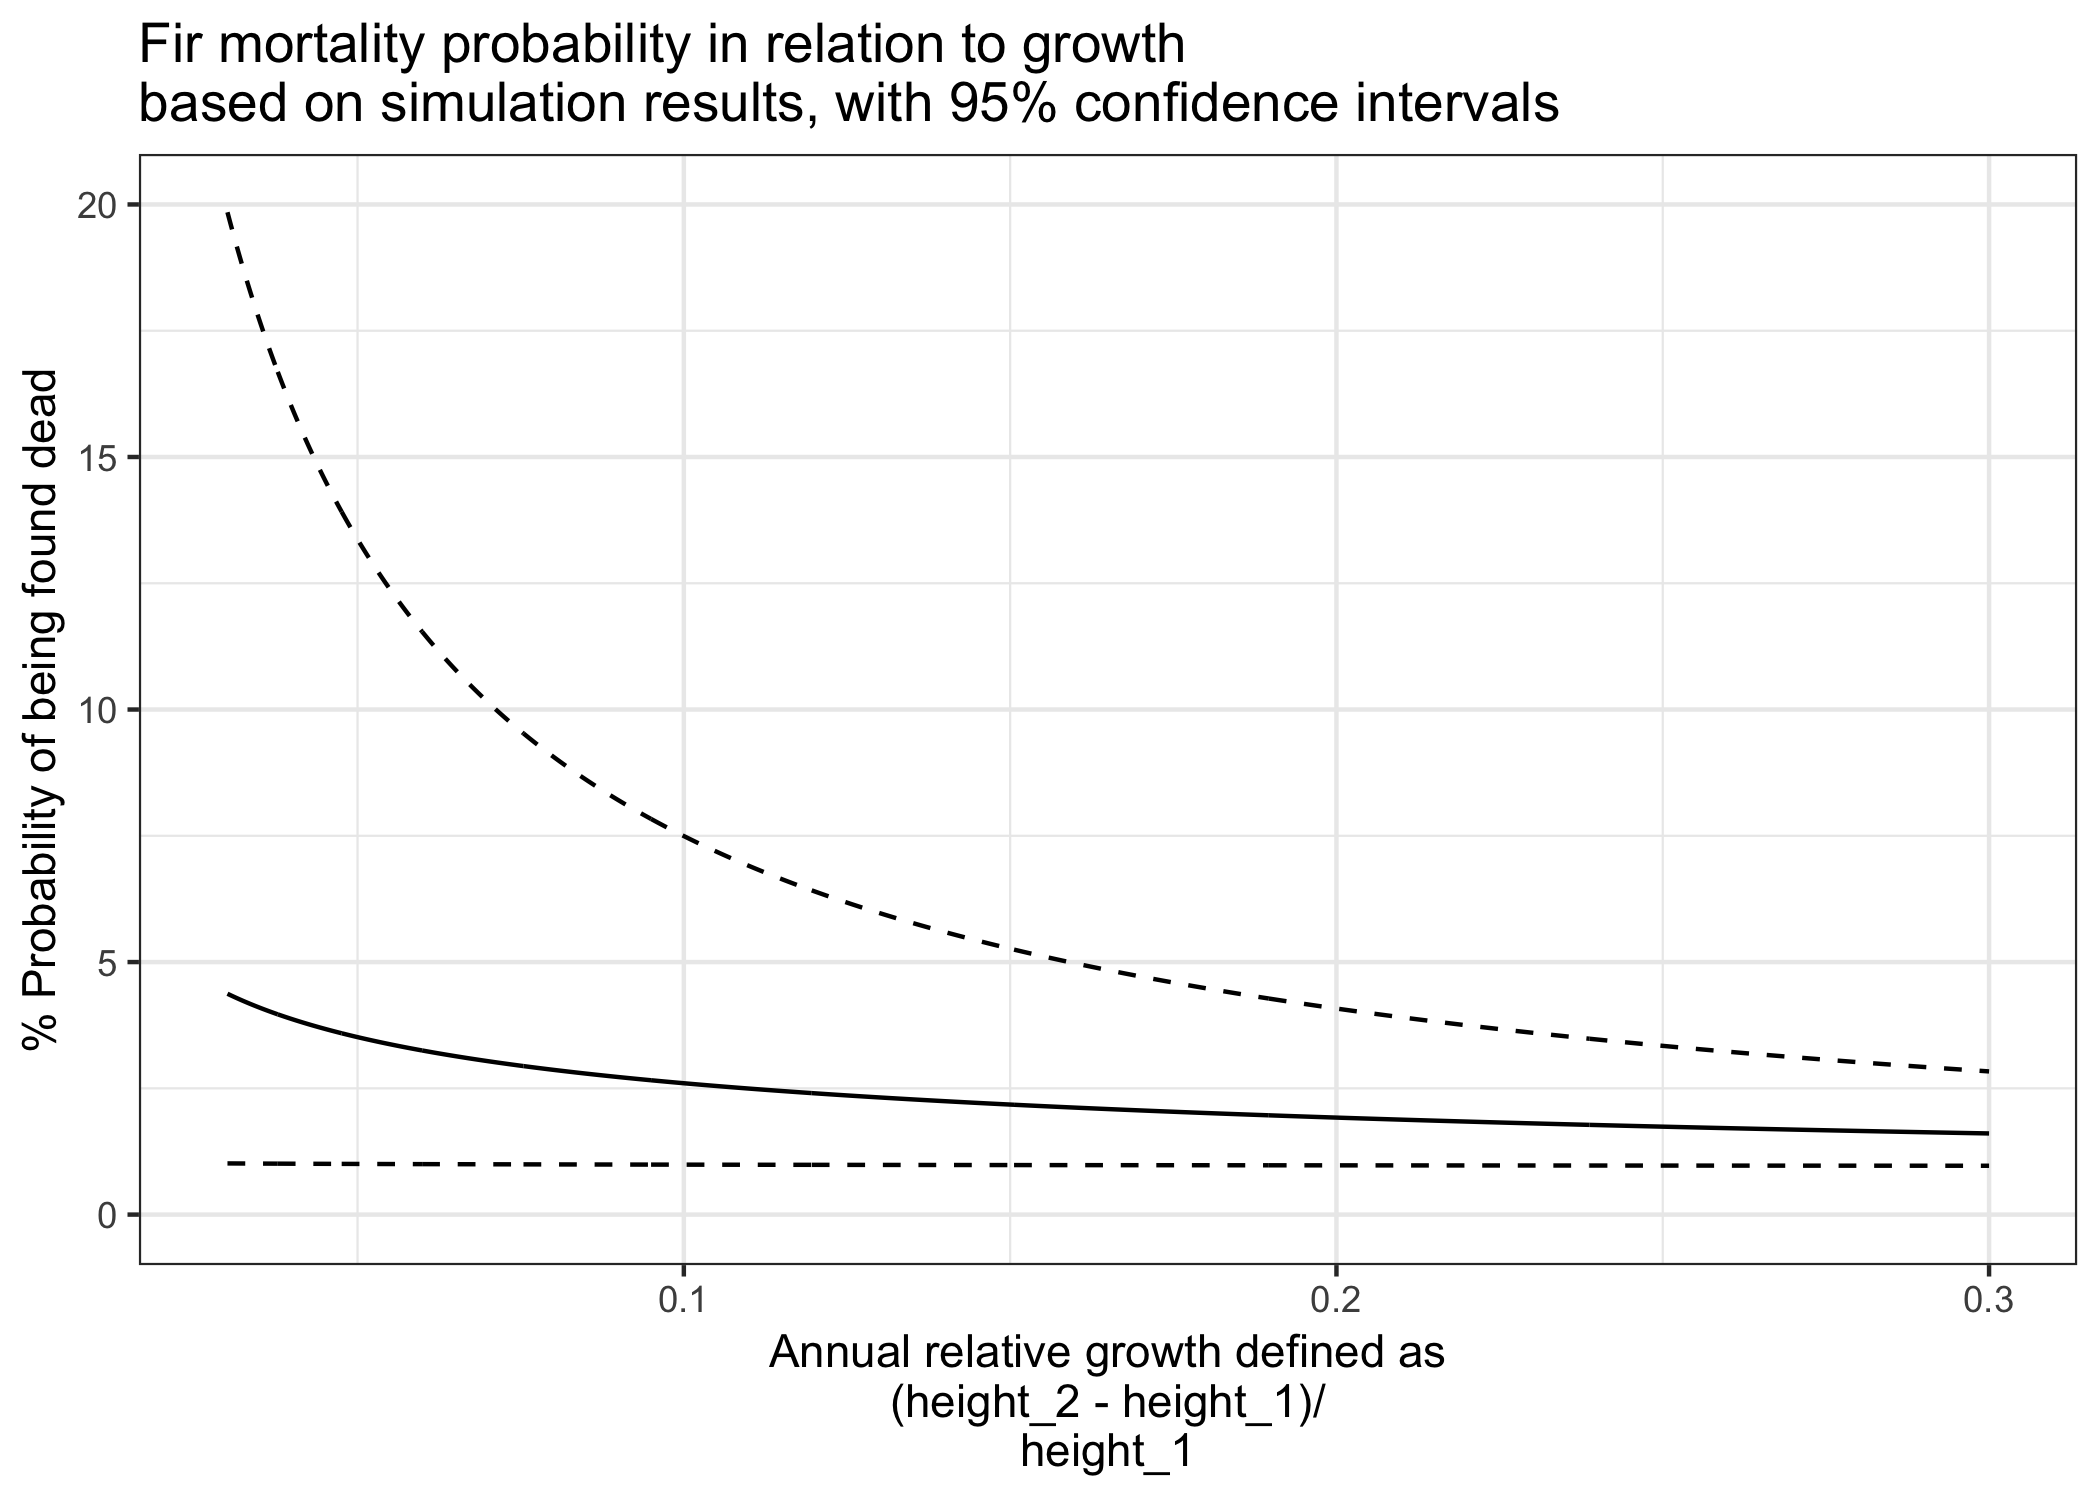 Fir mortality probability in relation to growth
based on simulation results, with 95% confidence intervals
% Probability of being found dead
20
15
10
5
0
0.1
0.2
0.3
Annual relative growth defined as
(height_2 - height_1)/
height_1